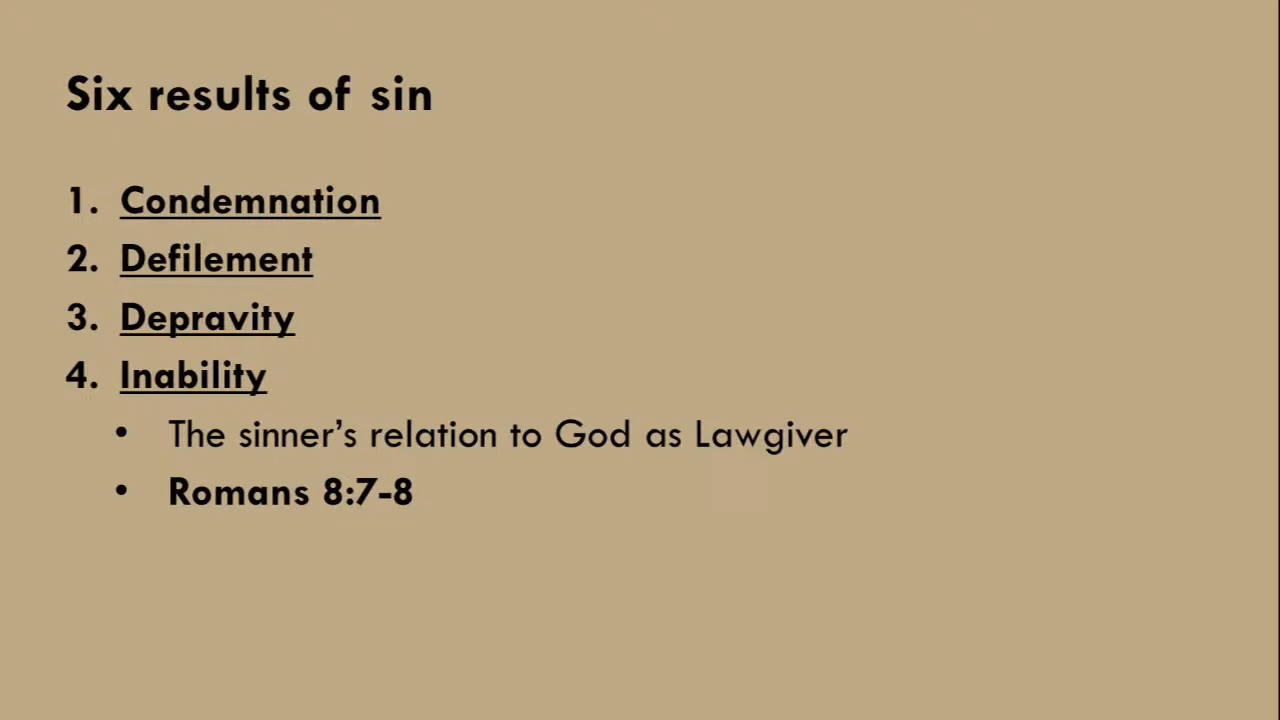 Six results of sin
1. Condemnation
2. Defilement
3. Depravity
4. Inability
• The sinner’s relation to God as Lawgiver
• Romans 8:7-8